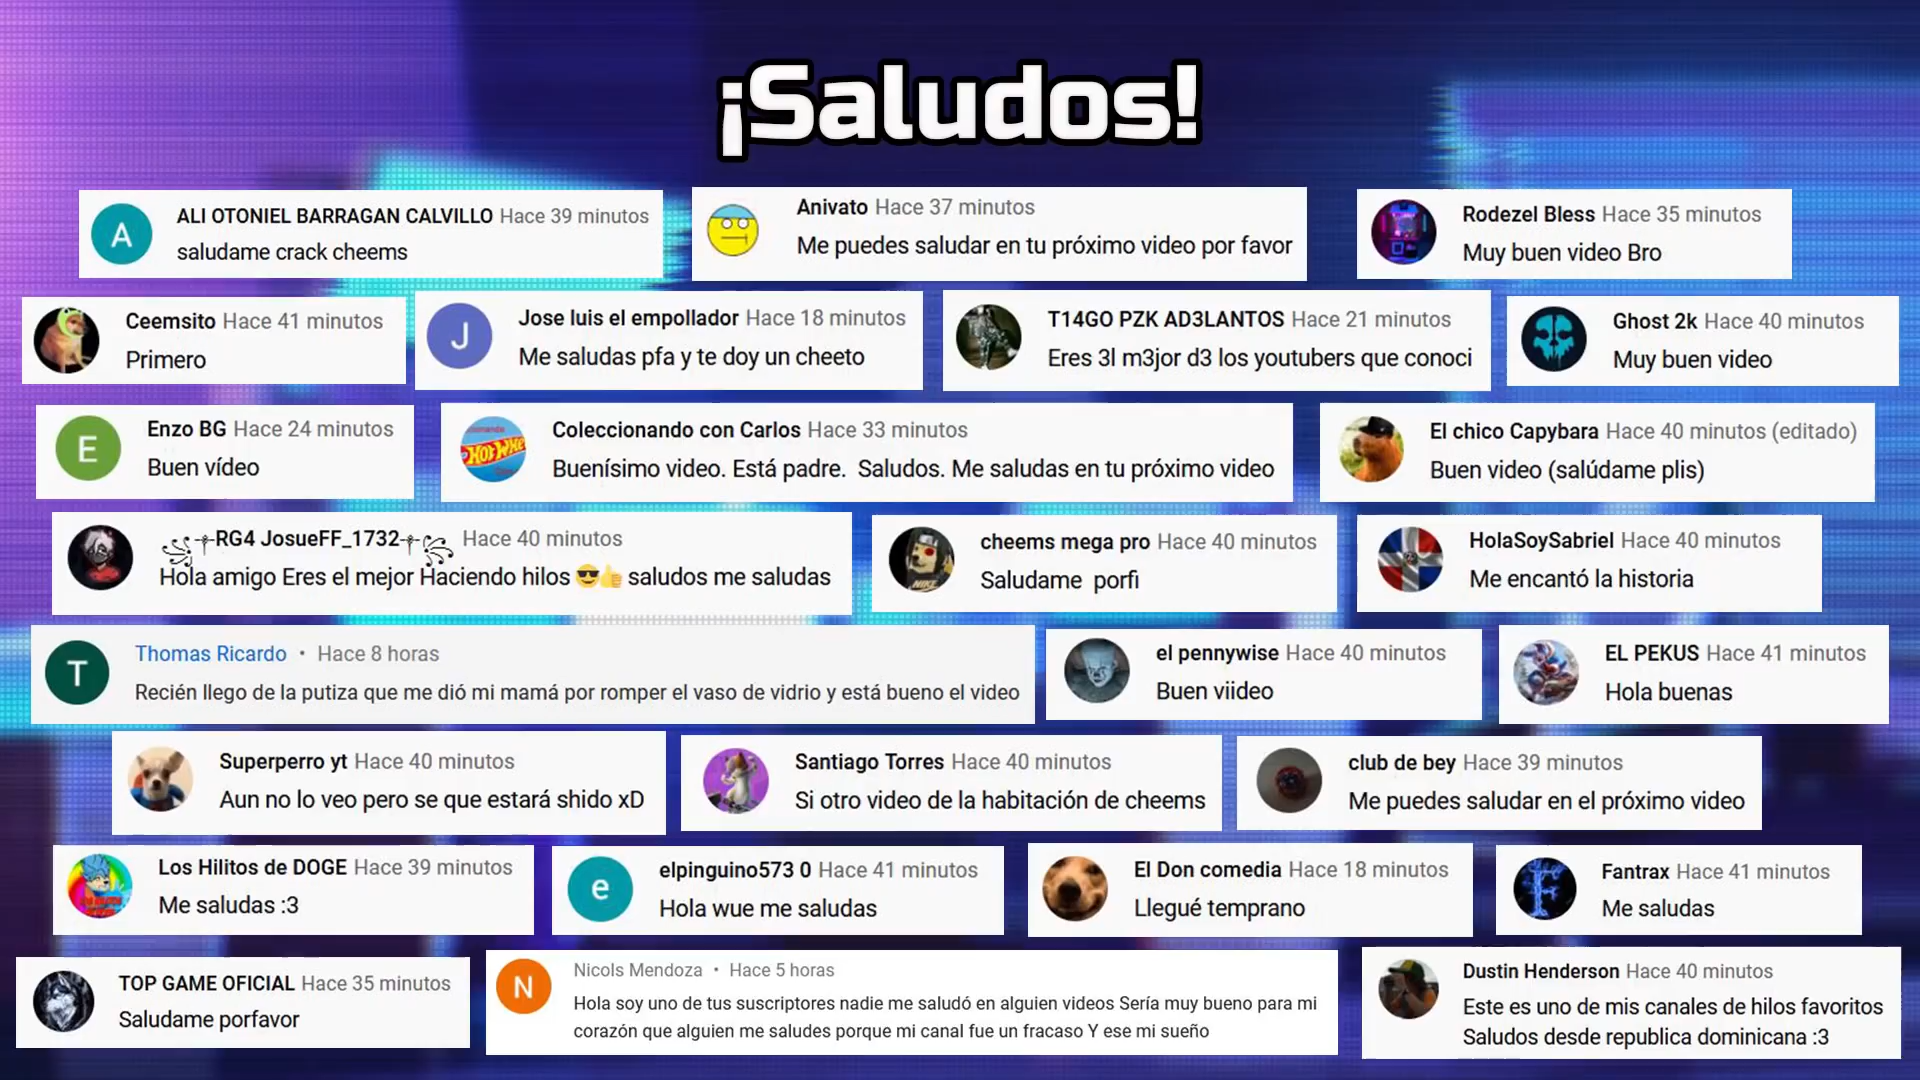 ¡Saludos!
ALI OTONIEL BARRAGAN CALVILLO Hace 39 minutos
saludame crack cheems
Anivato Hace 37 minutos
Me puedes saludar en tu próximo video por favor
Rodezel Bless Hace 35 minutos
Muy buen video Bro
Ceemsito Hace 41 minutos
Primero
Jose luis el empollador Hace 18 minutos
Me saludas pfa y te doy un cheeto
T14GO PZK AD3LANTOS Hace 21 minutos
Eres 3l m3jor d3 los youtubers que conoci
Ghost 2k Hace 40 minutos
Muy buen video
Enzo BG Hace 24 minutos
Buen vídeo
HOT WHE
Coleccionando con Carlos Hace 33 minutos
Buenísimo video. Está padre.  Saludos. Me saludas en tu próximo video
El chico Capybara Hace 40 minutos (editado)
Buen video (salúdame plis)
꧁༒RG4 JosueFF_1732༒꧂ Hace 40 minutos
Hola amigo Eres el mejor Haciendo hilos 😎👍 saludos me saludas
NIKE
cheems mega pro Hace 40 minutos
Saludame  porfi
HolaSoySabriel Hace 40 minutos
Me encantó la historia
Thomas Ricardo • Hace 8 horas
Recién llego de la putiza que me dió mi mamá por romper el vaso de vidrio y está bueno el video
el pennywise Hace 40 minutos
Buen viideo
EL PEKUS Hace 41 minutos
Hola buenas
Superperro yt Hace 40 minutos
Aun no lo veo pero se que estará shido xD
Santiago Torres Hace 40 minutos
Si otro video de la habitación de cheems
club de bey Hace 39 minutos
Me puedes saludar en el próximo video
Los Hilitos de DOGE Hace 39 minutos
Me saludas :3
elpinguino573 0 Hace 41 minutos
Hola wue me saludas
El Don comedia Hace 18 minutos
Llegué temprano
Fantrax Hace 41 minutos
Me saludas
TOP GAME OFICIAL Hace 35 minutos
Saludame porfavor
Nicols Mendoza • Hace 5 horas
Hola soy uno de tus suscriptores nadie me saludó en alguien videos Sería muy bueno para mi
corazón que alguien me saludes porque mi canal fue un fracaso Y ese mi sueño
Dustin Henderson Hace 40 minutos
Este es uno de mis canales de hilos favoritos
Saludos desde republica dominicana :3
A
J
E
T
e
N